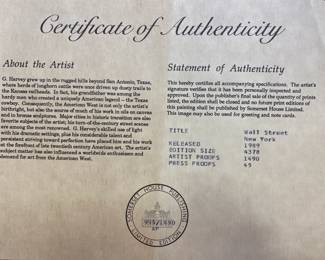 Certificate of Authenticity
About the Artist
G. Harvey grew up in the rugged hills beyond San Antonio, Texas,
where herds of longhorn cattle were once driven up dusty trails to
the Kansas railheads. In fact, his grandfather was among the
hardy men who created a uniquely American legend — the Texas
cowboy. Consequently, the American West is not only the artist's
birthright, but also the source of much of his work in oils on canvas
and in bronze sculpture. Major cities in historic transition are also
favorite subjects of the artist; his turn-of-the-century street scenes
are among the most renowned. G. Harvey's skilled use of light
with his dramatic settings, plus his considerable talent and
persistent striving toward perfection have placed him and his work
at the forefront of late twentieth century American art. The artist's
subject matter has also influenced a worldwide enthusiasm and
demand for art from the American West.
Statement of Authenticity
This hereby certifies all accompanying specifications. The artist's
signature verifies that it has been personally inspected and
approved. Upon the publisher's final sale of the quantity of prints
listed, the edition shall be closed and no future print editions of
this painting shall be published by Somerset House Limited.
This image may also be used for greeting and note cards.
TITLE Wall Street
New York
RELEASED 1989
EDITION SIZE 4378
ARTIST PROOFS 1490
PRESS PROOFS 45
SOMERSET HOUSE PUBLISHING
995/1490
AP
LIMITED EDITION